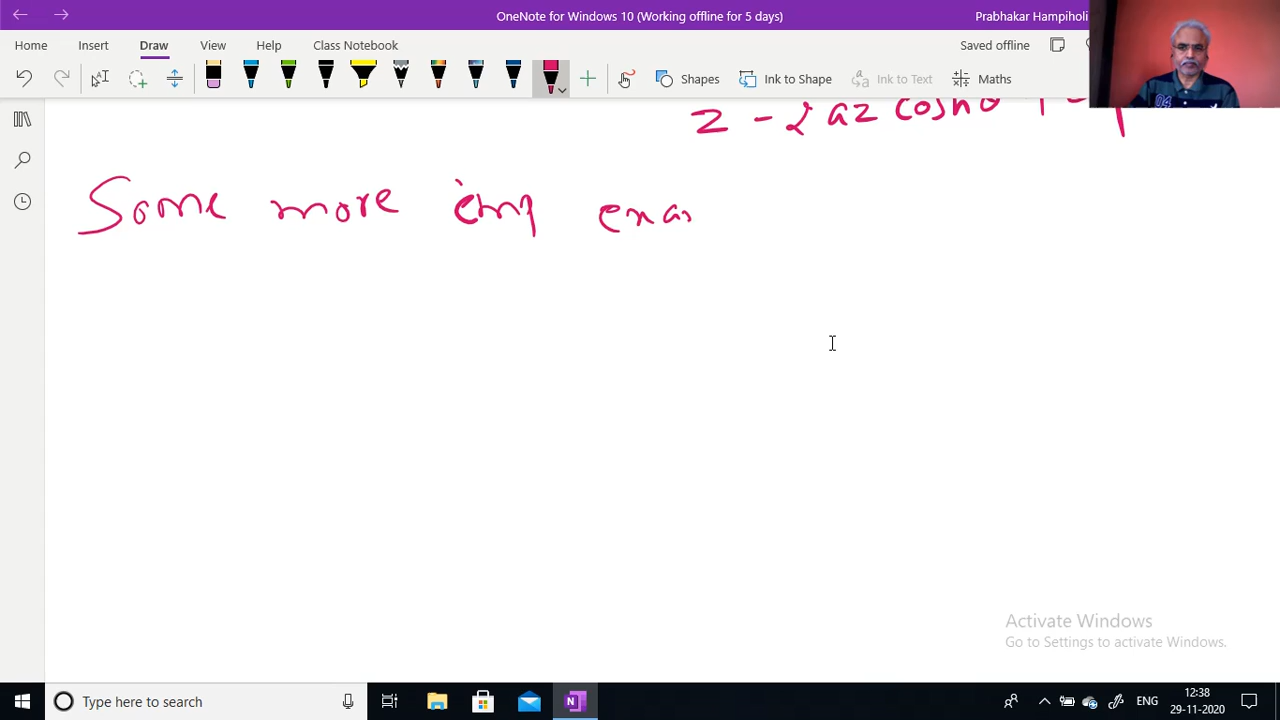 OneNote for Windows 10 (Working offline for 5 days)
Prabhakar Hampiholi
Home Insert Draw View Help Class Notebook
Saved offline
Shapes Ink to Shape Ink to Text Maths
z - 2az coshθ +
Some more imp exa
Activate Windows
Go to Settings to activate Windows.
Type here to search
N
ENG
12:38
29-11-2020
04